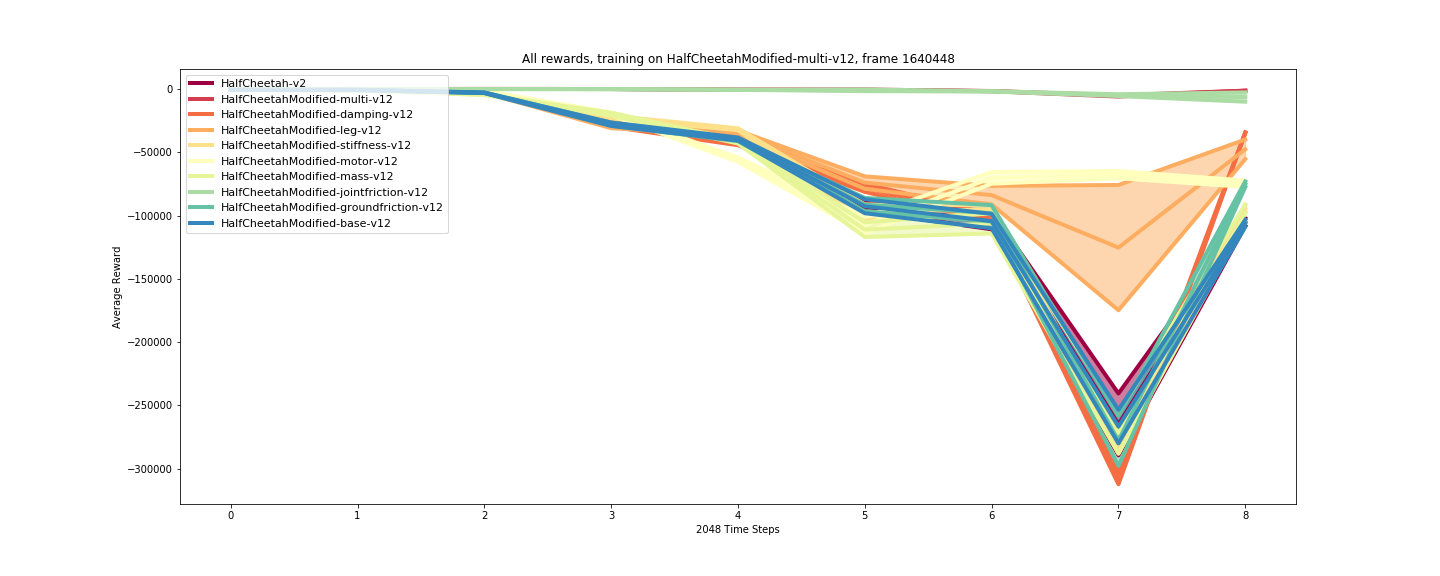 All rewards, training on HalfCheetahModified-multi-v12, frame 1640448
HalfCheetah-v2
HalfCheetahModified-multi-v12
HalfCheetahModified-damping-v12
HalfCheetahModified-leg-v12
HalfCheetahModified-stiffness-v12
HalfCheetahModified-motor-v12
HalfCheetahModified-mass-v12
HalfCheetahModified-jointfriction-v12
HalfCheetahModified-groundfriction-v12
HalfCheetahModified-base-v12
Average Reward
0
−50000
−100000
−150000
−200000
−250000
−300000
0 1 2 3 4 5 6 7 8
2048 Time Steps